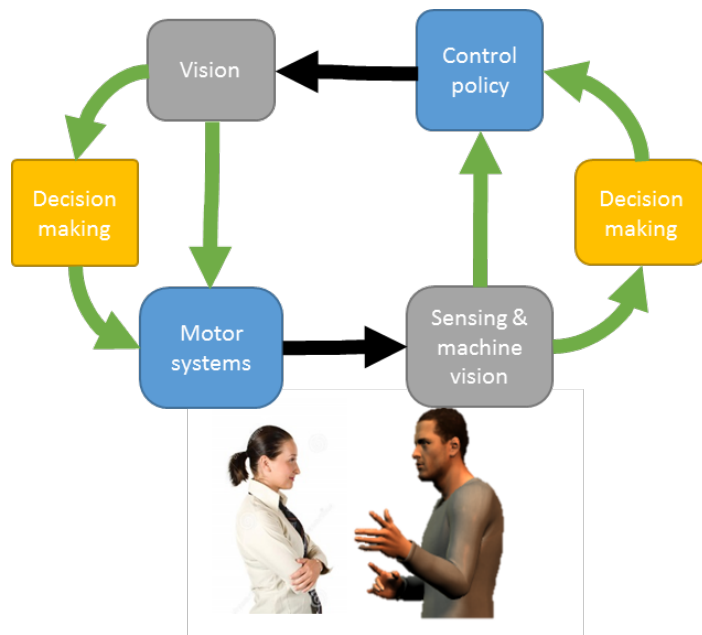 Vision
Control
policy
Decision
making
Decision
making
Motor
systems
Sensing &
machine
vision